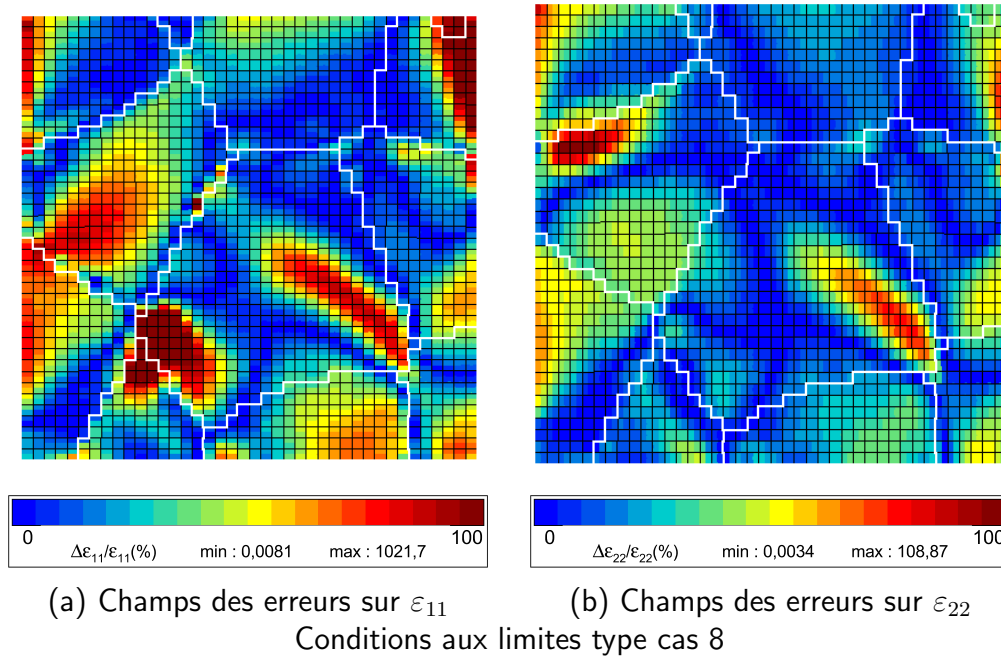 0 100
Δε₁₁/ε₁₁(%) min : 0,0081 max : 1021,7
0 100
Δε₂₂/ε₂₂(%) min : 0,0034 max : 108,87
(a) Champs des erreurs sur ε₁₁
(b) Champs des erreurs sur ε₂₂
Conditions aux limites type cas 8